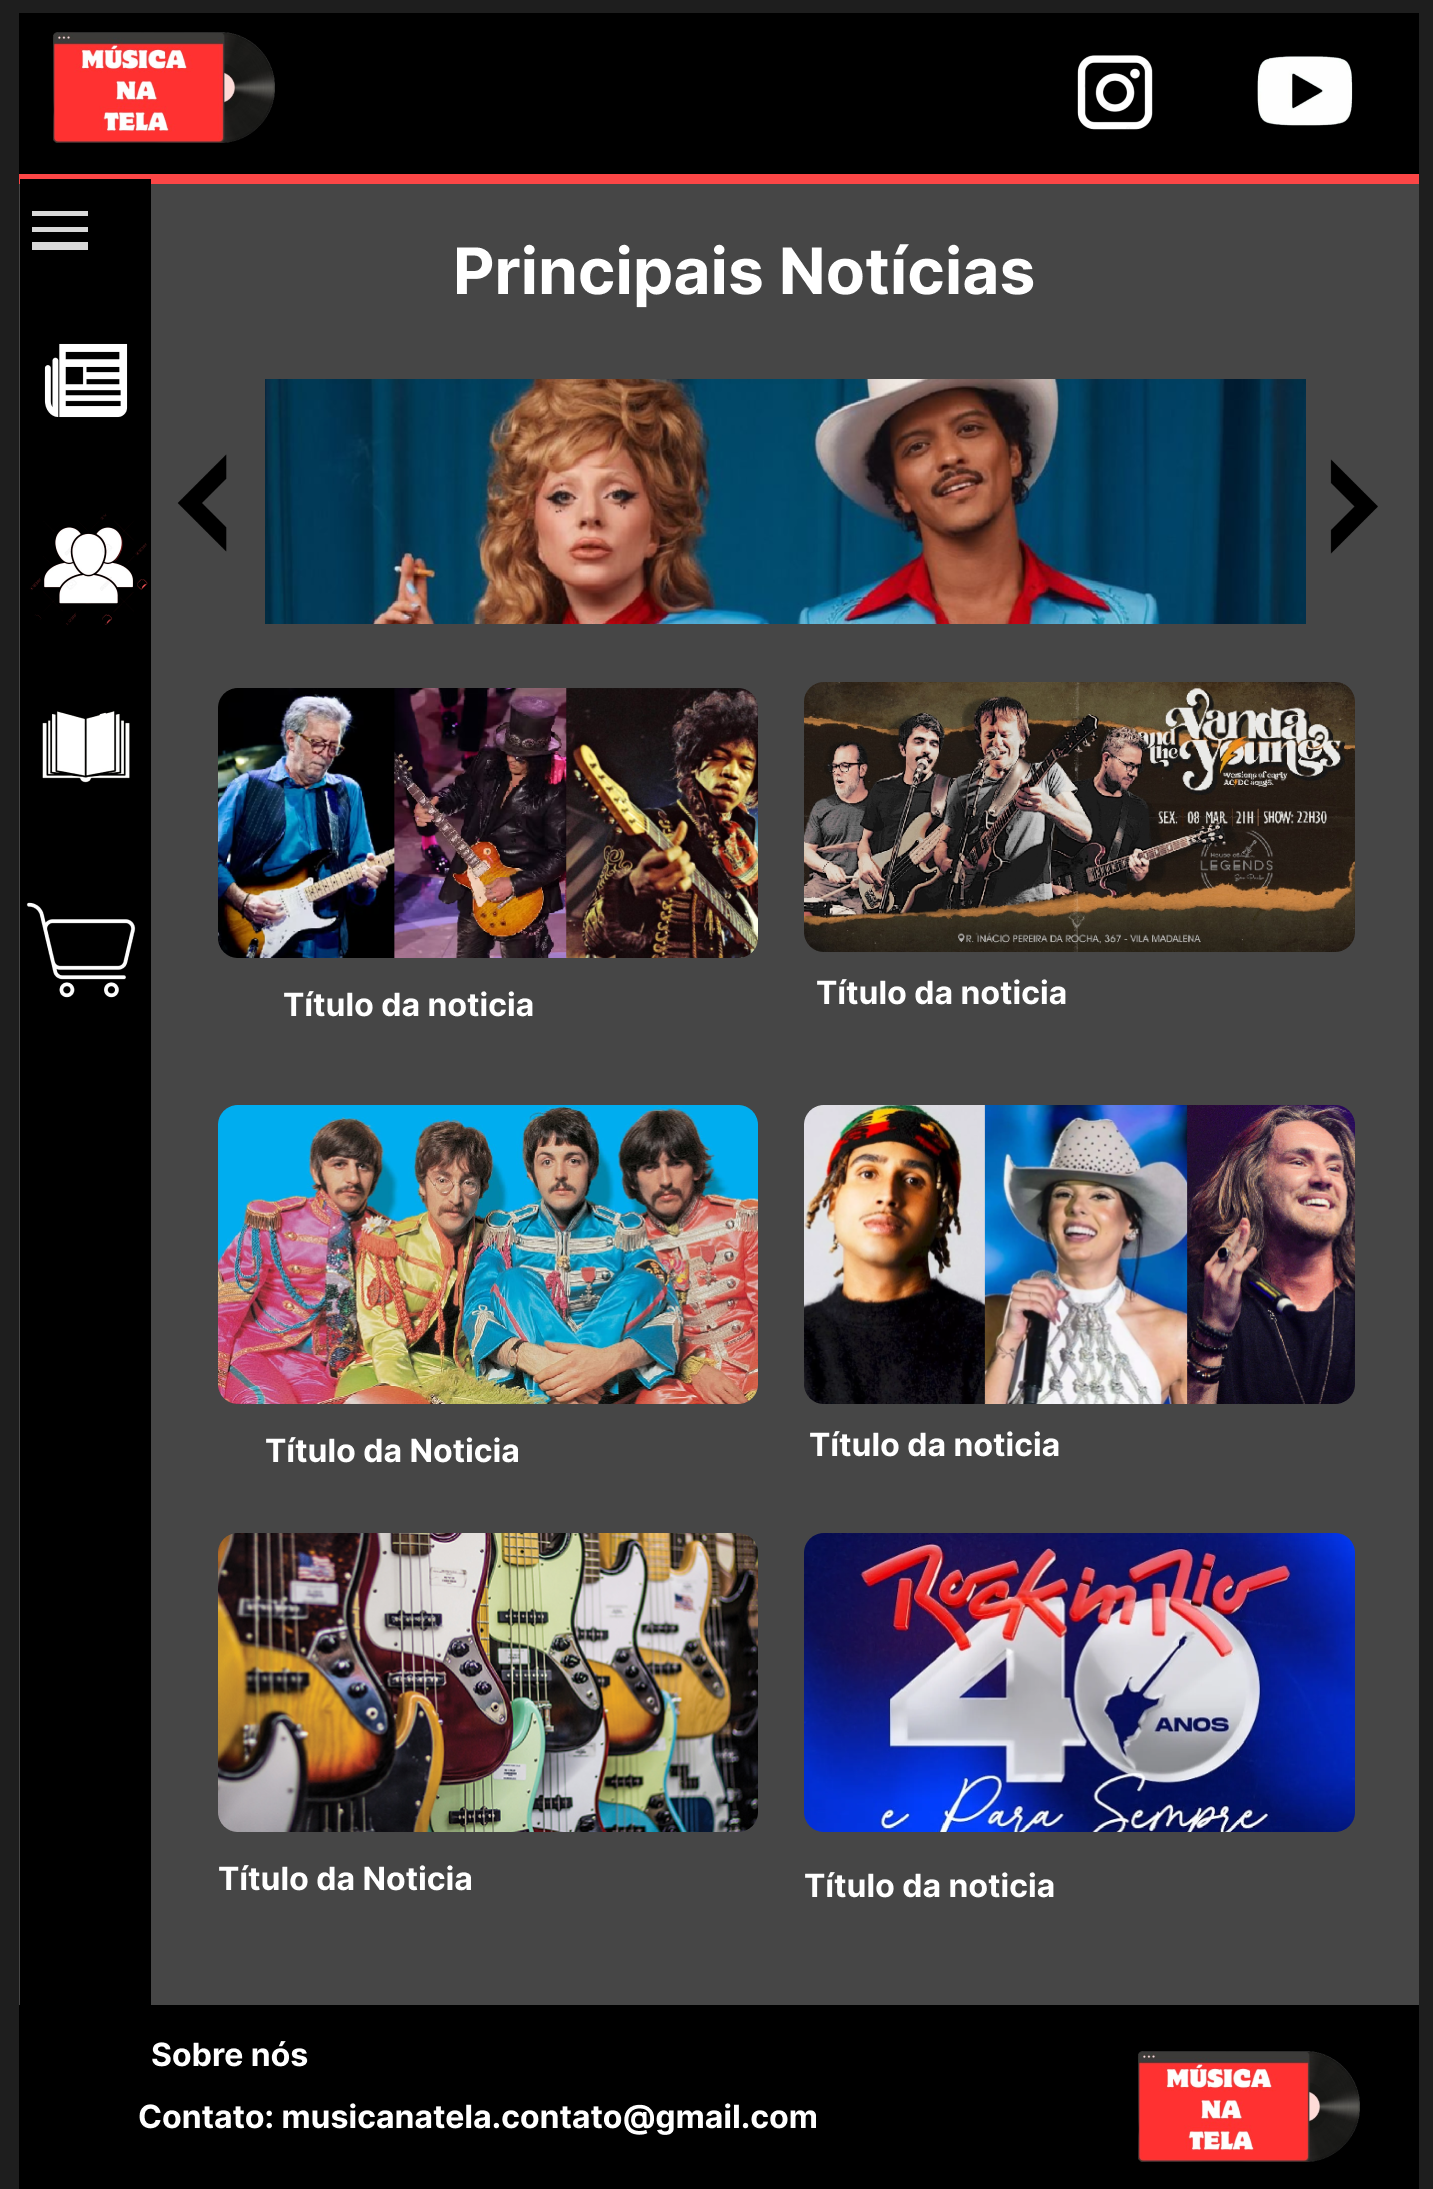 MÚSICA
NA
TELA
Principais Notícias
Vanda
and the Youngs
versions of early
AC/DC songs.
SEX. 08 MAR. 21H SHOW: 22H30
House of
LEGENDS
R. INÁCIO PEREIRA DA ROCHA, 367 - VILA MADALENA
Título da noticia
Título da noticia
Título da Noticia
Título da noticia
Rock in Rio
40
ANOS
e Para Sempre
Título da Noticia
Título da noticia
Sobre nós
Contato: musicanatela.contato@gmail.com
MÚSICA
NA
TELA